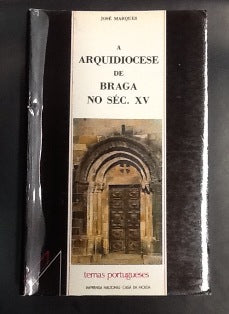 JOSÉ MARQUES
A
ARQUIDIOCESE
DE
BRAGA
NO SÉC. XV
temas portugueses
IMPRENSA NACIONAL-CASA DA MOEDA